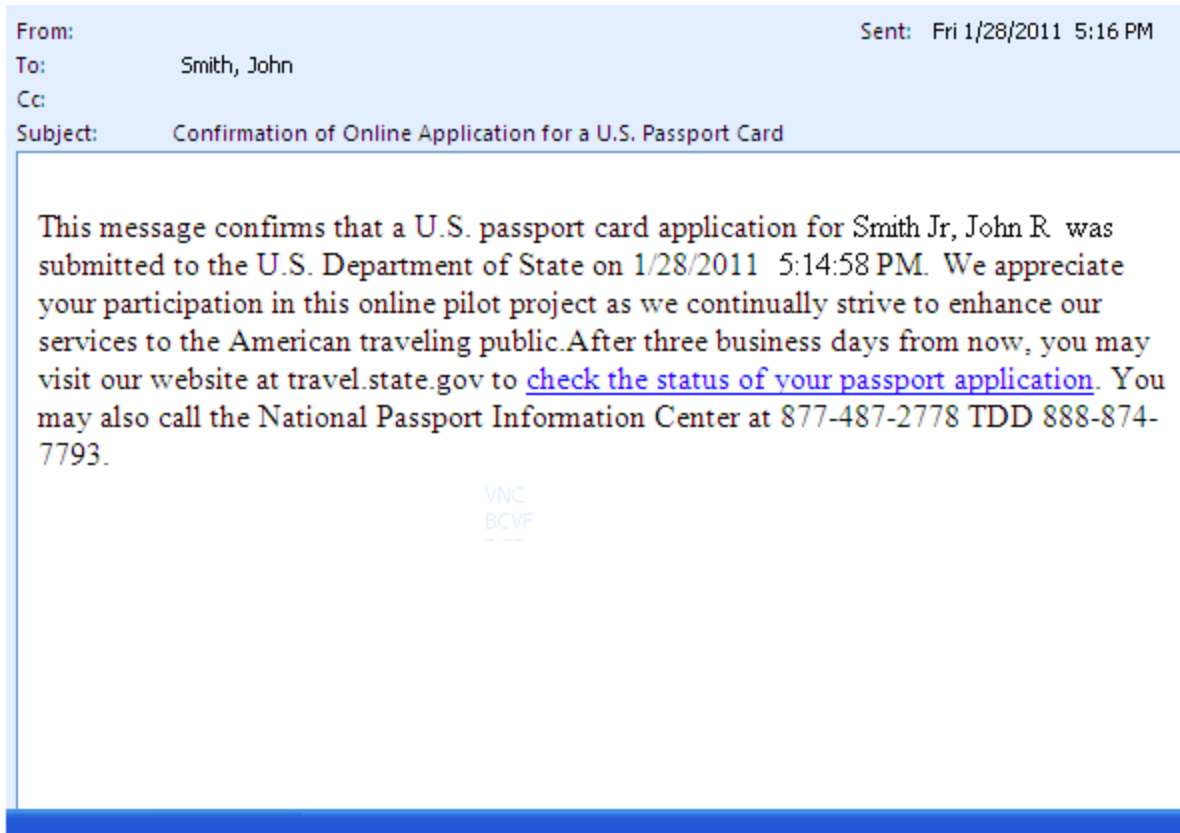 From: Sent: Fri 1/28/2011 5:16 PM
To: Smith, John
Cc:
Subject: Confirmation of Online Application for a U.S. Passport Card
This message confirms that a U.S. passport card application for Smith Jr, John R was
submitted to the U.S. Department of State on 1/28/2011 5:14:58 PM. We appreciate
your participation in this online pilot project as we continually strive to enhance our
services to the American traveling public.After three business days from now, you may
visit our website at travel.state.gov to check the status of your passport application. You
may also call the National Passport Information Center at 877-487-2778 TDD 888-874-
7793.
VNC
BCVF